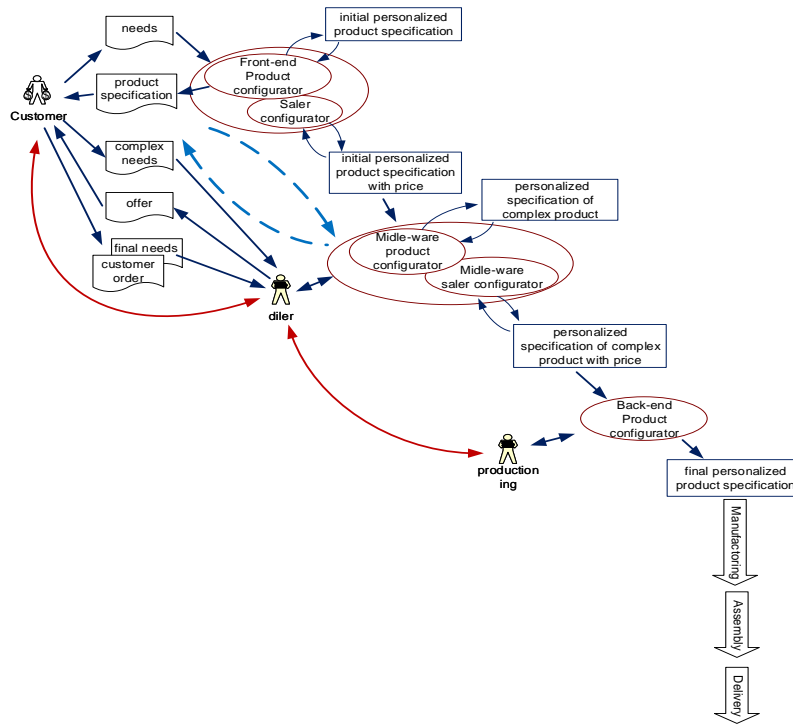 needs
initial personalized
product specification
Front-end
Product
configurator
product
specification
Saler
configurator
Customer
complex
needs
initial personalized
product specification
with price
personalized
specification of
complex product
offer
Midle-ware
product
configurator
final needs
customer
order
Midle-ware
saler configurator
diler
personalized
specification of complex
product with price
Back-end
Product
configurator
production
ing
final personalized
product specification
Manufactoring
Assembly
Delivery